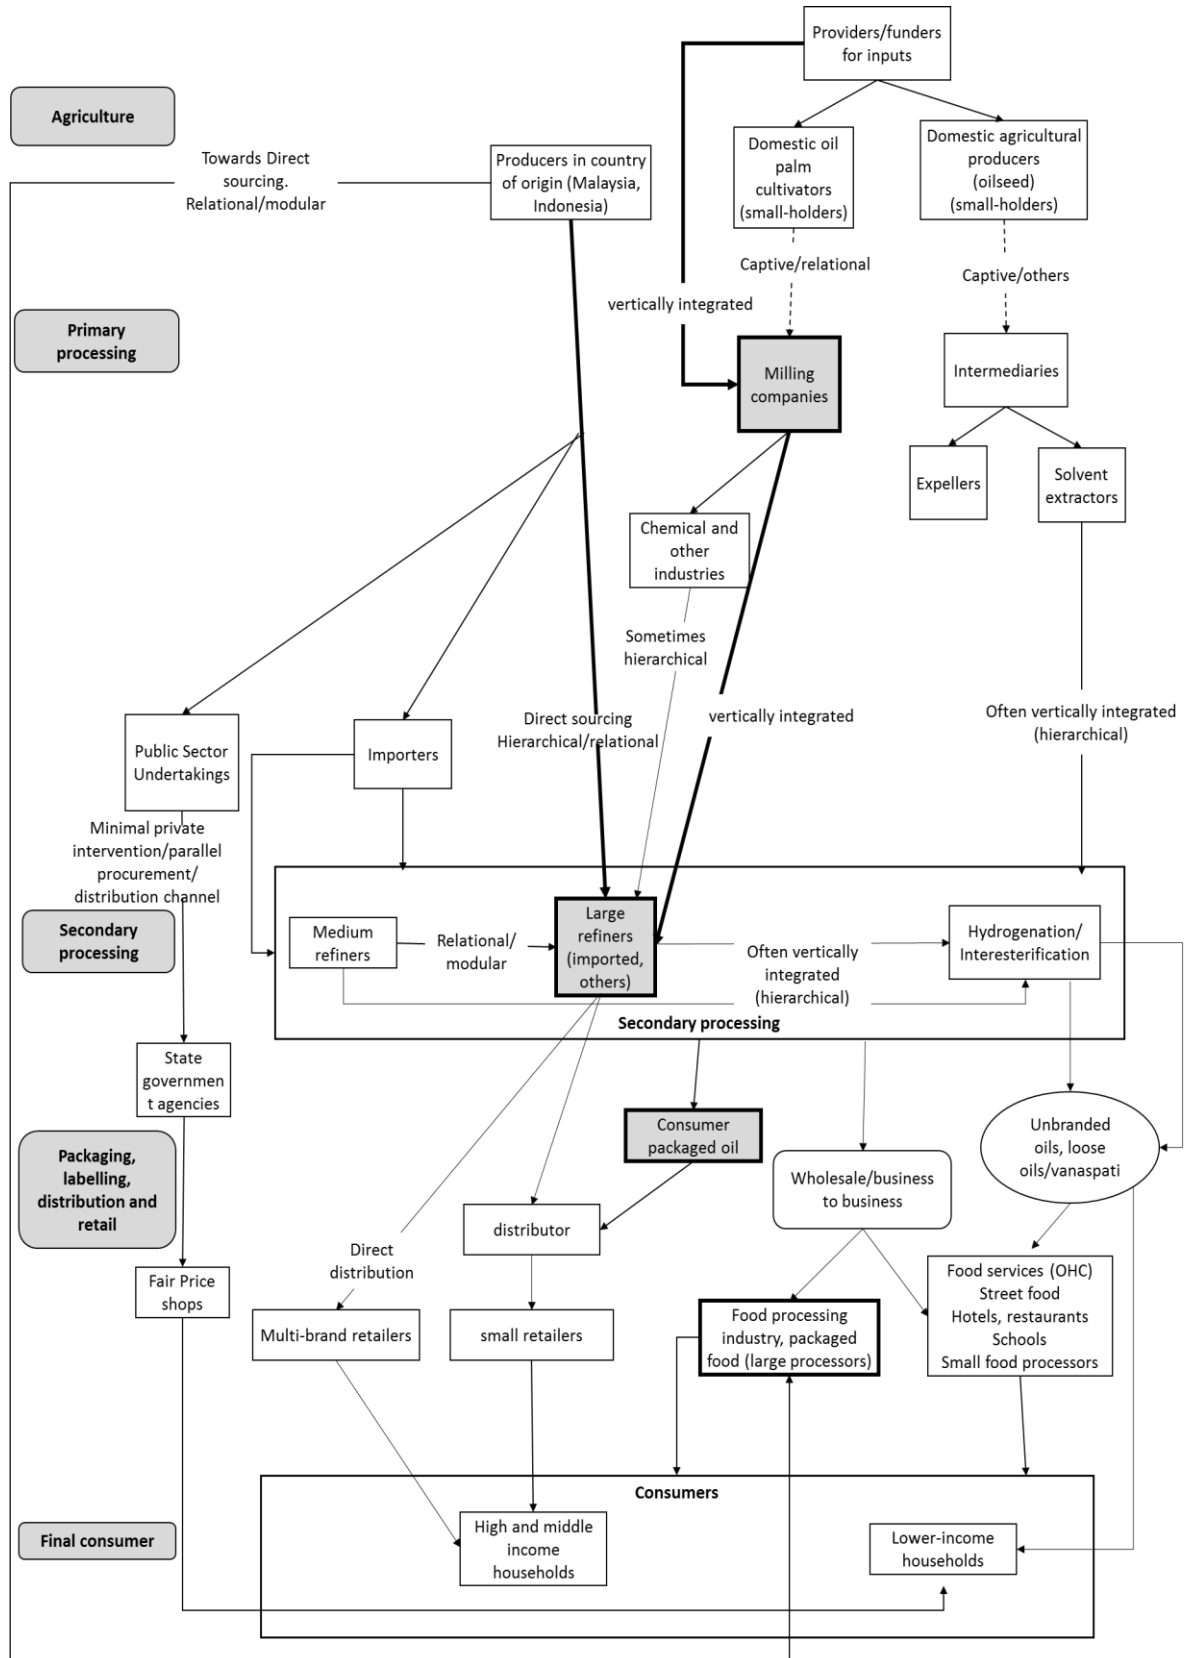 Providers/funders
for inputs
Agriculture
Towards Direct
sourcing.
Relational/modular
Producers in country
of origin (Malaysia,
Indonesia)
Domestic oil
palm
cultivators
(small-holders)
Domestic agricultural
producers
(oilseed)
(small-holders)
Captive/relational
Captive/others
vertically integrated
Primary
processing
Milling
companies
Intermediaries
Expellers
Solvent
extractors
Chemical and
other
industries
Sometimes
hierarchical
Public Sector
Undertakings
Importers
Direct sourcing
Hierarchical/relational
vertically integrated
Often vertically integrated
(hierarchical)
Minimal private
intervention/parallel
procurement/
distribution channel
Secondary
processing
Medium
refiners
Relational/
modular
Large
refiners
(imported,
others)
Often vertically
integrated
(hierarchical)
Hydrogenation/
Interesterification
Secondary processing
State
governmen
t agencies
Consumer
packaged oil
Unbranded
oils, loose
oils/vanaspati
Packaging,
labelling,
distribution and
retail
Wholesale/business
to business
distributor
Direct
distribution
Fair Price
shops
Multi-brand retailers
small retailers
Food processing
industry, packaged
food (large processors)
Food services (OHC)
Street food
Hotels, restaurants
Schools
Small food processors
Consumers
Final consumer
High and middle
income
households
Lower-income
households